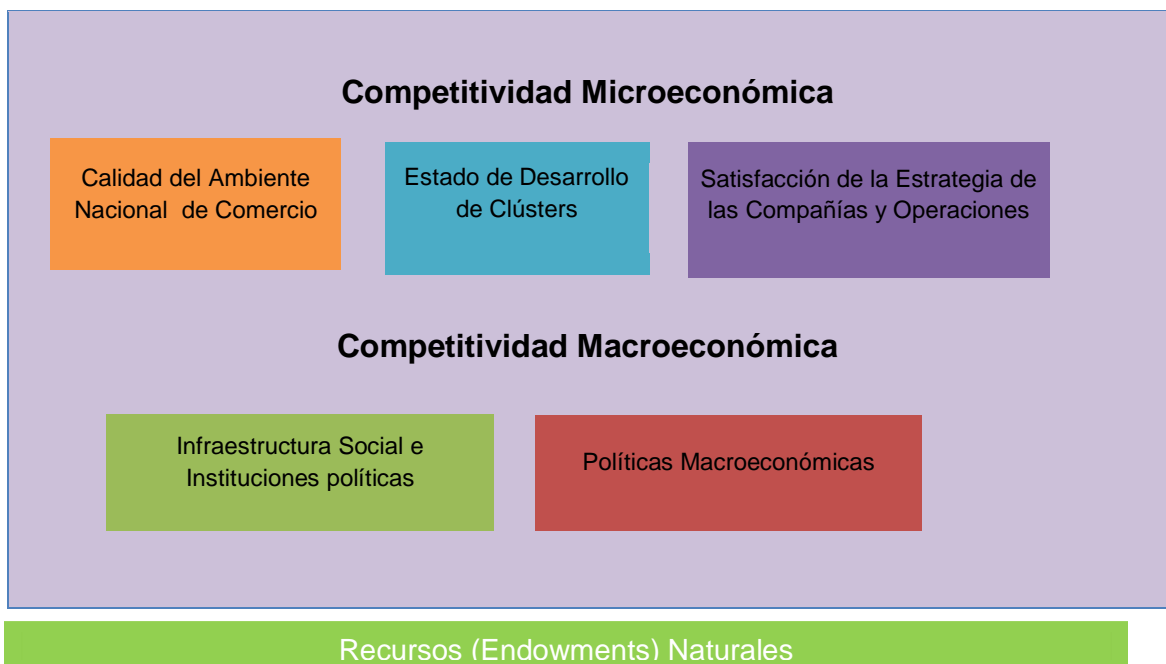 Competitividad Microeconómica
Calidad del Ambiente
Nacional de Comercio
Estado de Desarrollo
de Clústers
Satisfacción de la Estrategia de
las Compañías y Operaciones
Competitividad Macroeconómica
Infraestructura Social e
Instituciones políticas
Políticas Macroeconómicas
Recursos (Endowments) Naturales